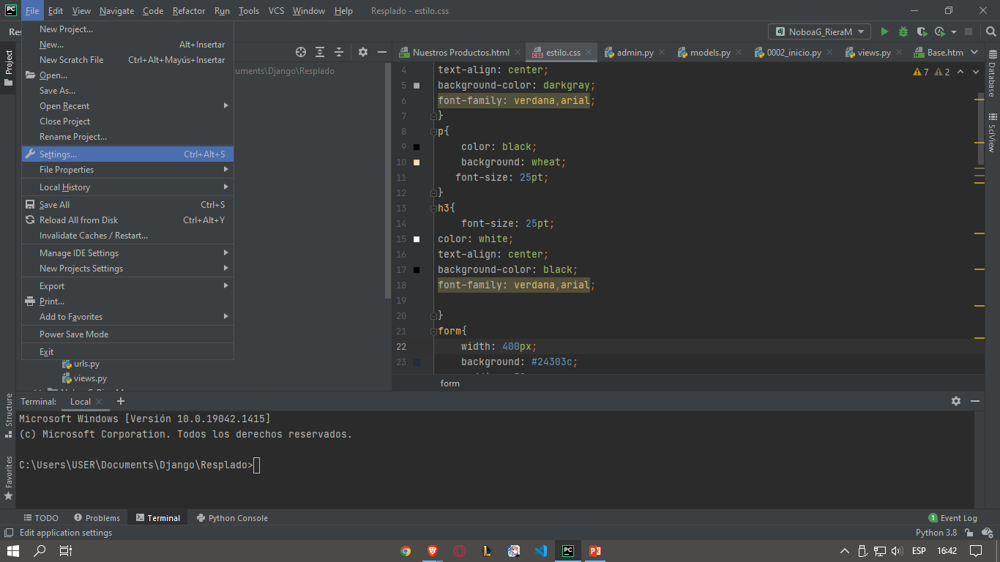 PC File Edit View Navigate Code Refactor Run Tools VCS Window Help Resplado - estilo.css
Res
dj NoboaG_RieraM
New Project...
New... Alt+Insertar
New Scratch File Ctrl+Alt+Mayús+Insertar
Open...
Save As...
Open Recent
Close Project
Rename Project...
Settings... Ctrl+Alt+S
File Properties
Local History
Save All Ctrl+S
Reload All from Disk Ctrl+Alt+Y
Invalidate Caches / Restart...
Manage IDE Settings
New Projects Settings
Export
Print...
Add to Favorites
Power Save Mode
Exit
Project
uments\Django\Resplado
urls.py
views.py
Nuestros Productos.html estilo.css admin.py models.py 0002_inicio.py views.py Base.htm
7 2
4 text-align: center;
5 background-color: darkgray;
6 font-family: verdana,arial;
7 }
8 p{
9 color: black;
10 background: wheat;
11 font-size: 25pt;
12 }
13 h3{
14 font-size: 25pt;
15 color: white;
16 text-align: center;
17 background-color: black;
18 font-family: verdana,arial;
19
20 }
21 form{
22 width: 400px;
23 background: #24303c;
form
Database
SciView
Structure
Favorites
Terminal: Local
Microsoft Windows [Versión 10.0.19042.1415]
(c) Microsoft Corporation. Todos los derechos reservados.
C:\Users\USER\Documents\Django\Resplado>
TODO Problems Terminal Python Console 1 Event Log
Edit application settings Python 3.8
PC P ESP 16:42